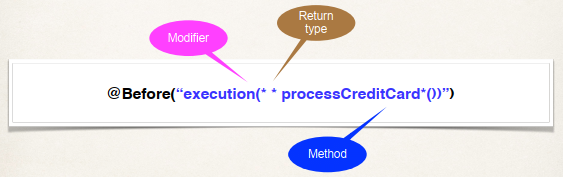 Return
type
Modifier
@Before(“execution(* * processCreditCard*())”)
Method